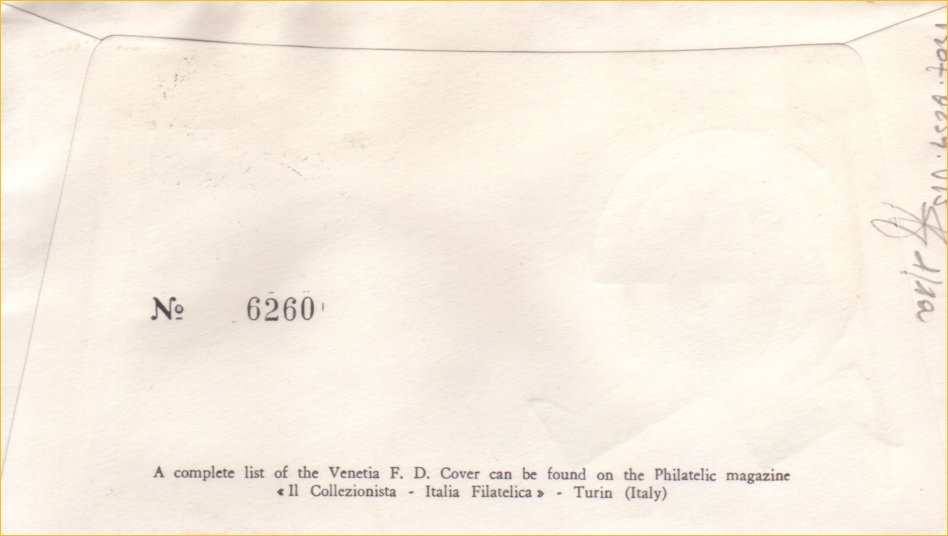 № 6260
A complete list of the Venetia F. D. Cover can be found on the Philatelic magazine
«Il Collezionista - Italia Filatelica» - Turin (Italy)